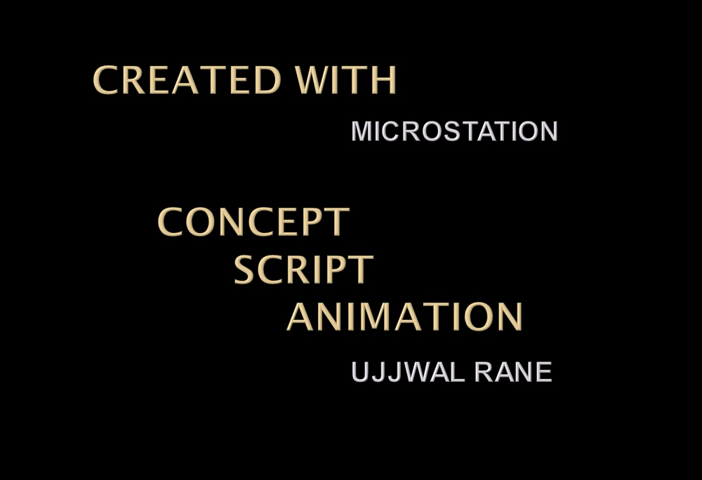 CREATED WITH
MICROSTATION
CONCEPT
SCRIPT
ANIMATION
UJJWAL RANE